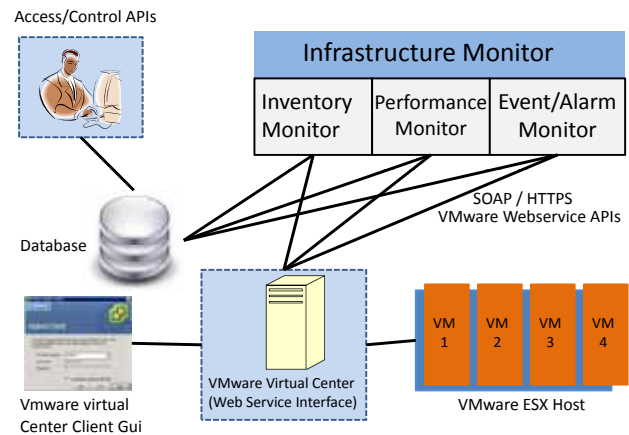 Access/Control APIs
Infrastructure Monitor
Inventory
Monitor
Performance
Monitor
Event/Alarm
Monitor
SOAP / HTTPS
VMware Webservice APIs
Database
VMware Virtual Center
(Web Service Interface)
VM
1
VM
2
VM
3
VM
4
VMware ESX Host
Vmware virtual
Center Client Gui